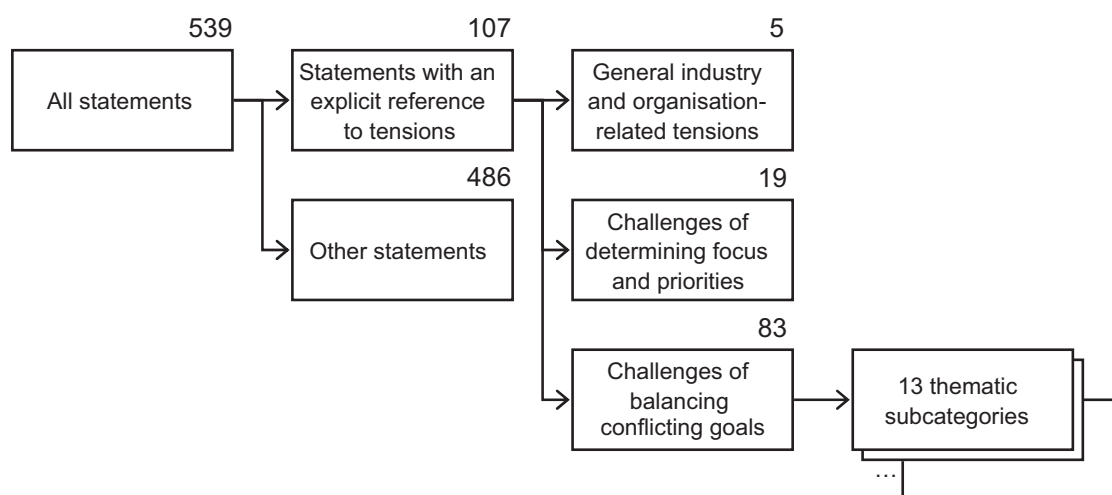 539
All statements
107
Statements with an
explicit reference
to tensions
5
General industry
and organisation-
related tensions
486
Other statements
19
Challenges of
determining focus
and priorities
83
Challenges of
balancing
conflicting goals
13 thematic
subcategories
...